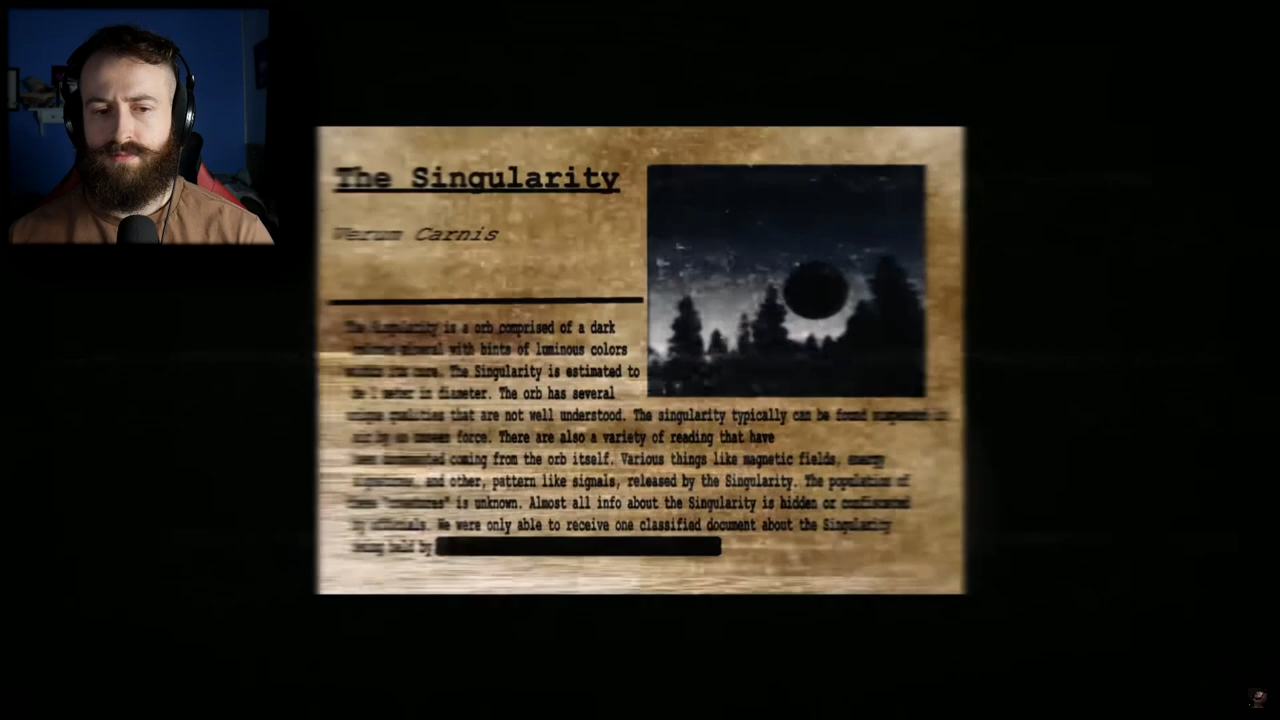 The Singularity
Verum Carnis
The Singularity is a orb comprised of a dark
mineral with hints of luminous colors
within its core. The Singularity is estimated to
be 1 meter in diameter. The orb has several
unique qualities that are not well understood. The singularity typically can be found suspended in
air by an unseen force. There are also a variety of reading that have
been documented coming from the orb itself. Various things like magnetic fields, energy
signatures, and other, pattern like signals, released by the Singularity. The population of
these "creatures" is unknown. Almost all info about the Singularity is hidden or confiscated
by officials. We were only able to receive one classified document about the Singularity
being held by